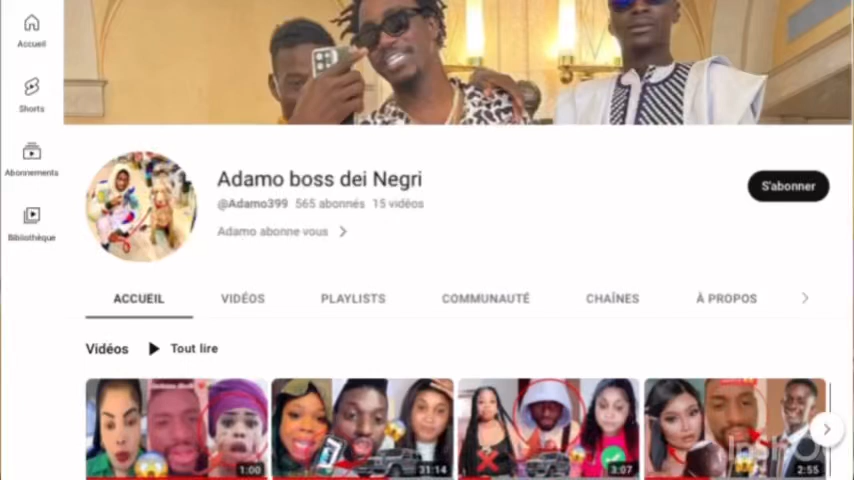 Accueil
Shorts
Abonnements
Bibliothèque
Adamo boss dei Negri
@Adamo399 565 abonnés 15 vidéos
Adamo abonne vous
S'abonner
ACCUEIL VIDÉOS PLAYLISTS COMMUNAUTÉ CHAÎNES À PROPOS
Vidéos Tout lire
1:00 31:14 3:07 2:55
InShOt